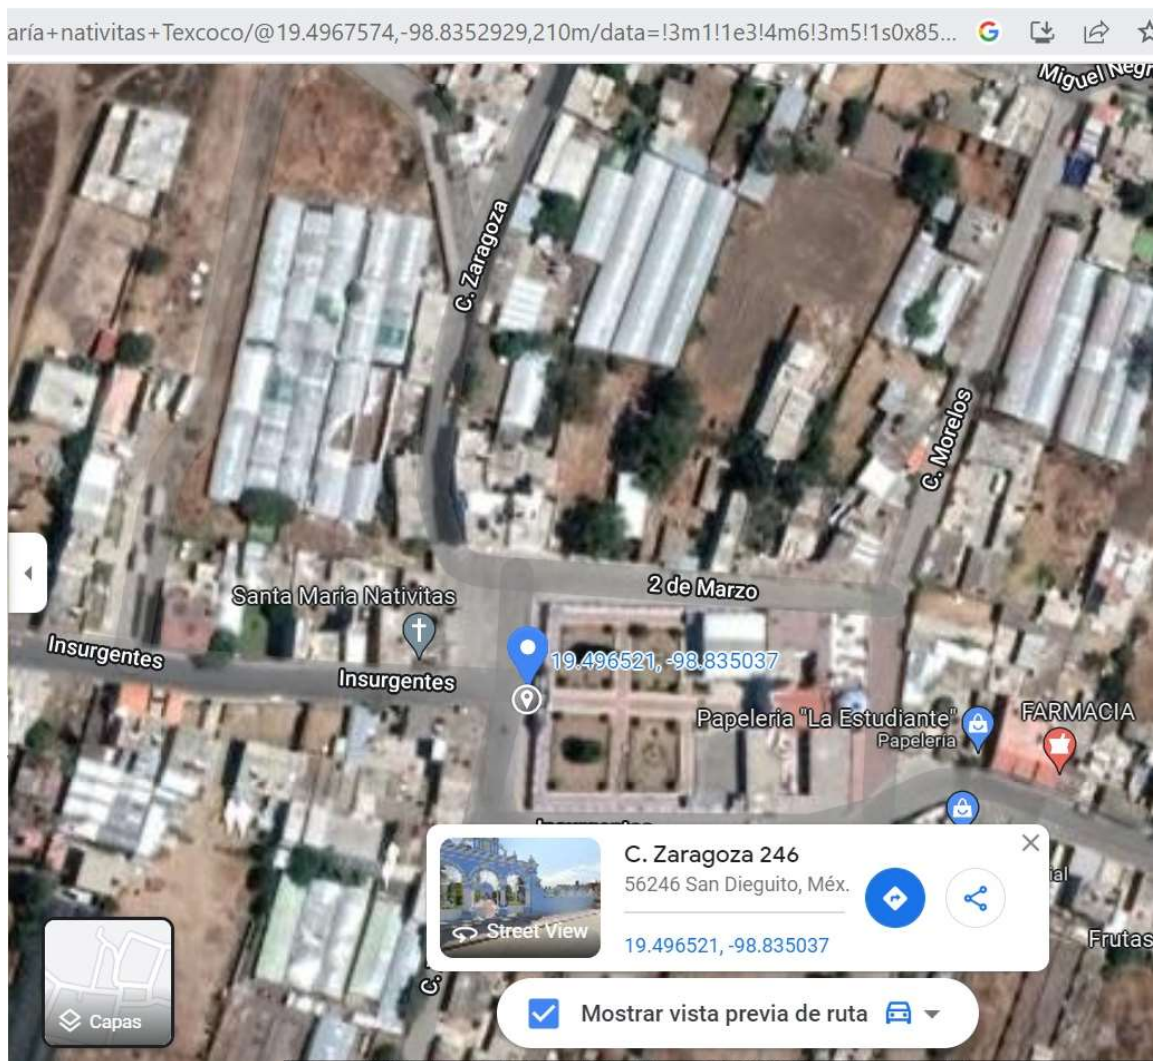 aría+nativitas+Texcoco/@19.4967574,-98.8352929,210m/data=!3m1!1e3!4m6!3m5!1s0x85...
Miguel Negr
C. Zaragoza
C. Morelos
2 de Marzo
Santa Maria Nativitas
Insurgentes
Insurgentes
19.496521, -98.835037
Papeleria "La Estudiante"
Papelería
FARMACIA
Insurgentes
C. Zaragoza 246
56246 San Dieguito, Méx.
19.496521, -98.835037
Street View
ial
Frutas
C.
Capas
Mostrar vista previa de ruta